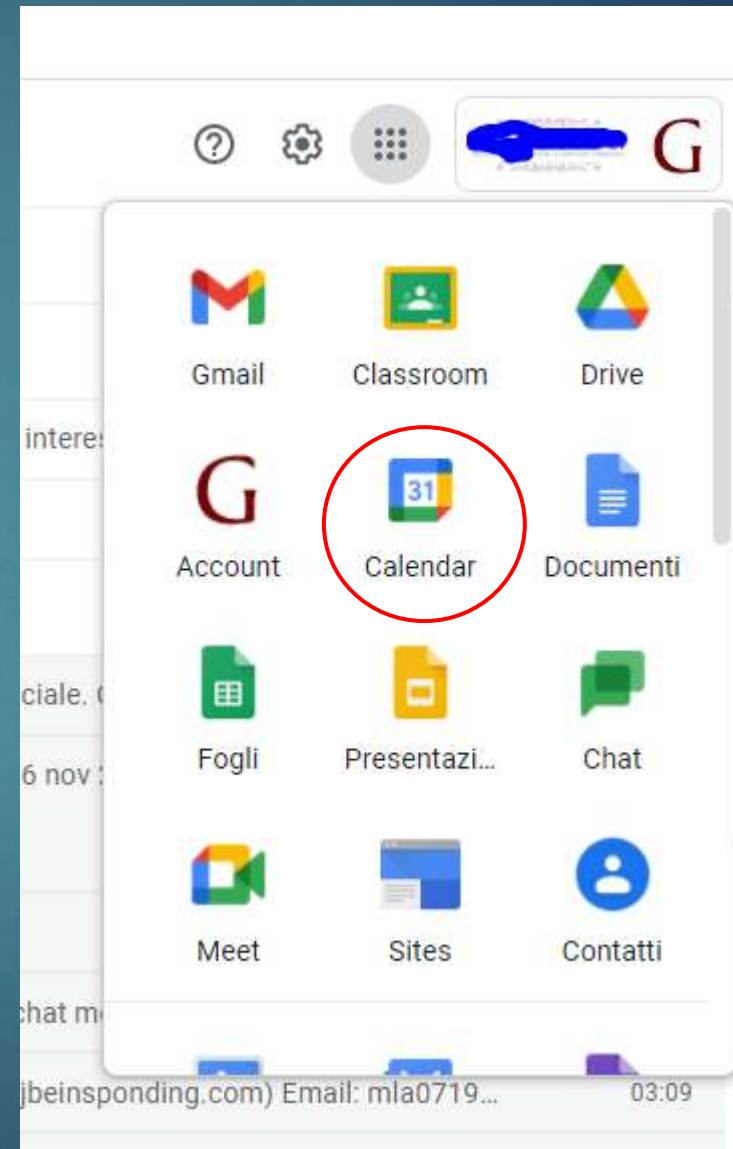 G
Gmail Classroom Drive
G 31
Account Calendar Documenti
Fogli Presentazi... Chat
Meet Sites Contatti
ciale.
6 nov
chat m
jbeinsponding.com) Email: mla0719... 03:09